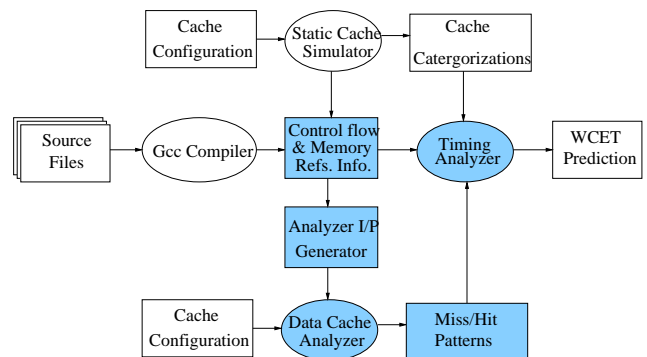 Cache
Configuration
Static Cache
Simulator
Cache
Catergorizations
Source
Files
Gcc Compiler
Control flow
& Memory
Refs. Info.
Timing
Analyzer
WCET
Prediction
Analyzer I/P
Generator
Cache
Configuration
Data Cache
Analyzer
Miss/Hit
Patterns